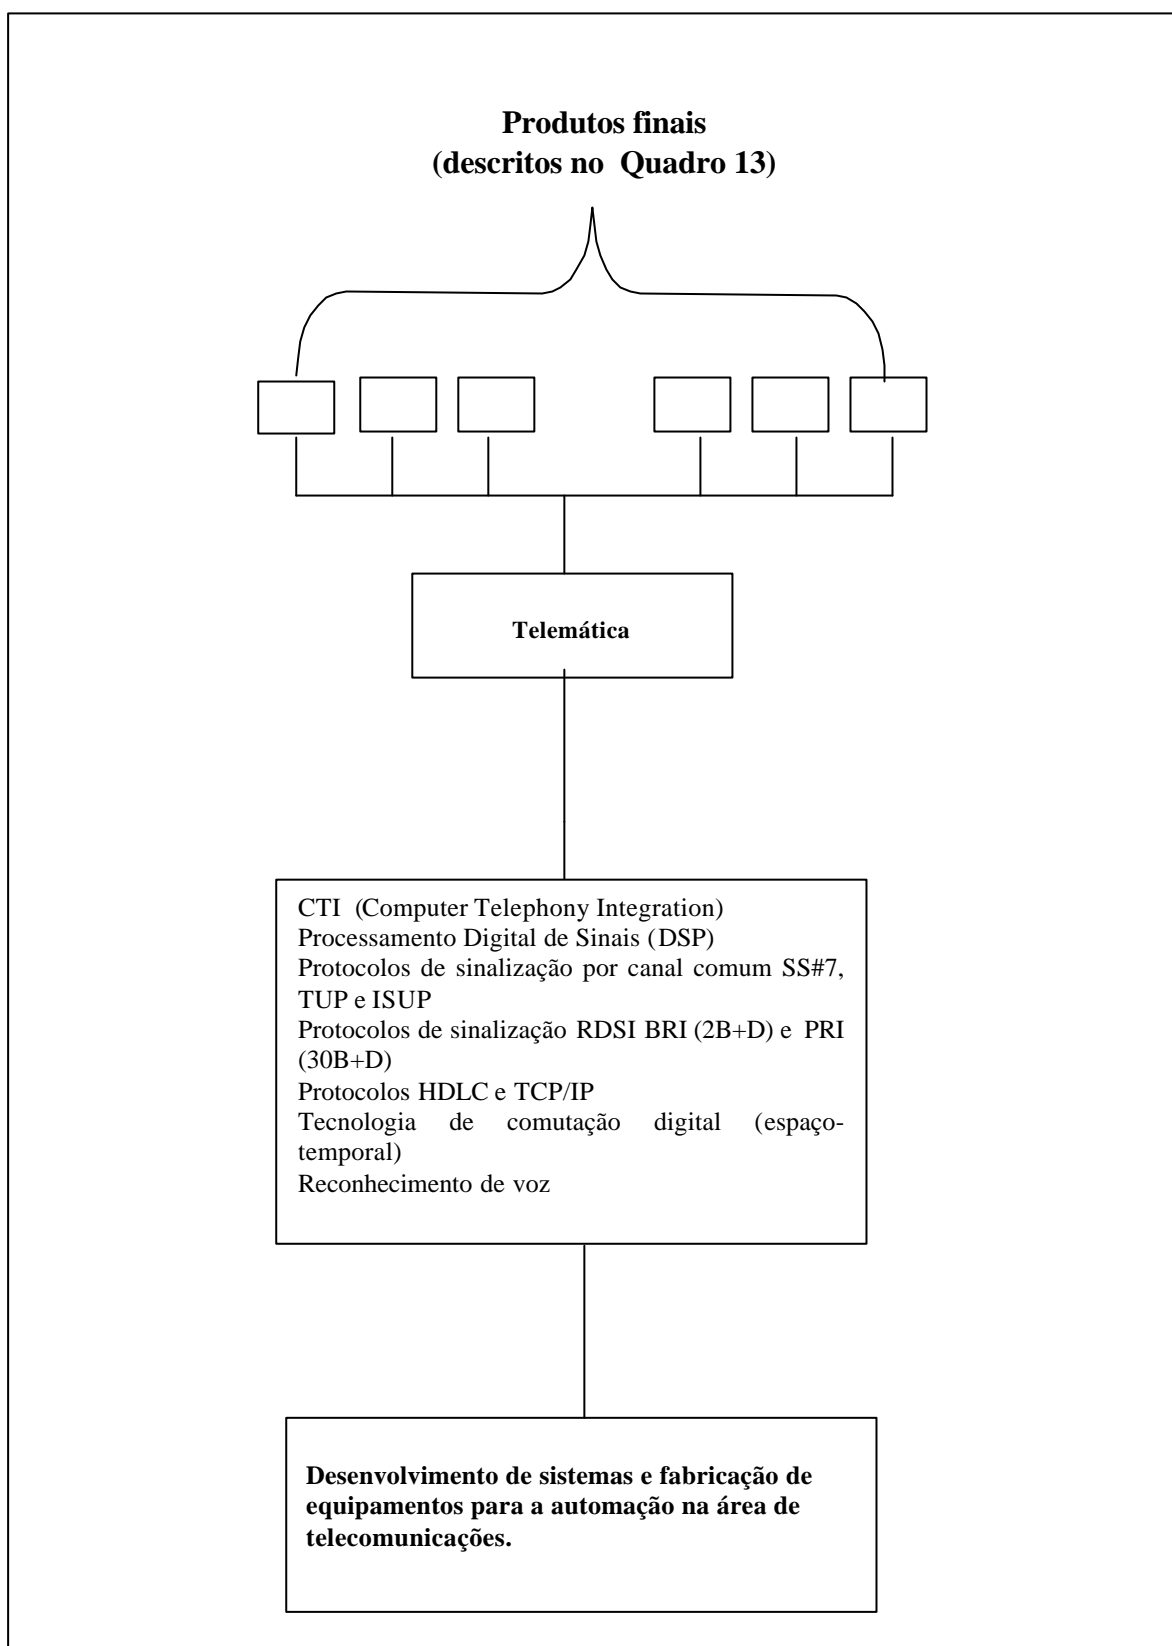 Produtos finais
(descritos no Quadro 13)
Telemática
CTI (Computer Telephony Integration)
Processamento Digital de Sinais (DSP)
Protocolos de sinalização por canal comum SS#7,
TUP e ISUP
Protocolos de sinalização RDSI BRI (2B+D) e PRI
(30B+D)
Protocolos HDLC e TCP/IP
Tecnologia de comutação digital (espaço-
temporal)
Reconhecimento de voz
Desenvolvimento de sistemas e fabricação de
equipamentos para a automação na área de
telecomunicações.